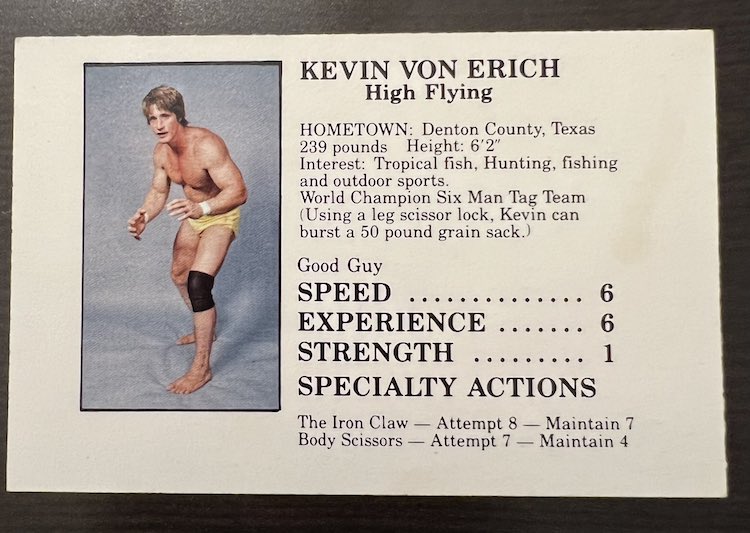 KEVIN VON ERICH
High Flying
HOMETOWN: Denton County, Texas
239 pounds Height: 6'2"
Interest: Tropical fish, Hunting, fishing
and outdoor sports.
World Champion Six Man Tag Team
(Using a leg scissor lock, Kevin can
burst a 50 pound grain sack.)
Good Guy
SPEED .............. 6
EXPERIENCE ....... 6
STRENGTH ......... 1
SPECIALTY ACTIONS
The Iron Claw — Attempt 8 — Maintain 7
Body Scissors — Attempt 7 — Maintain 4